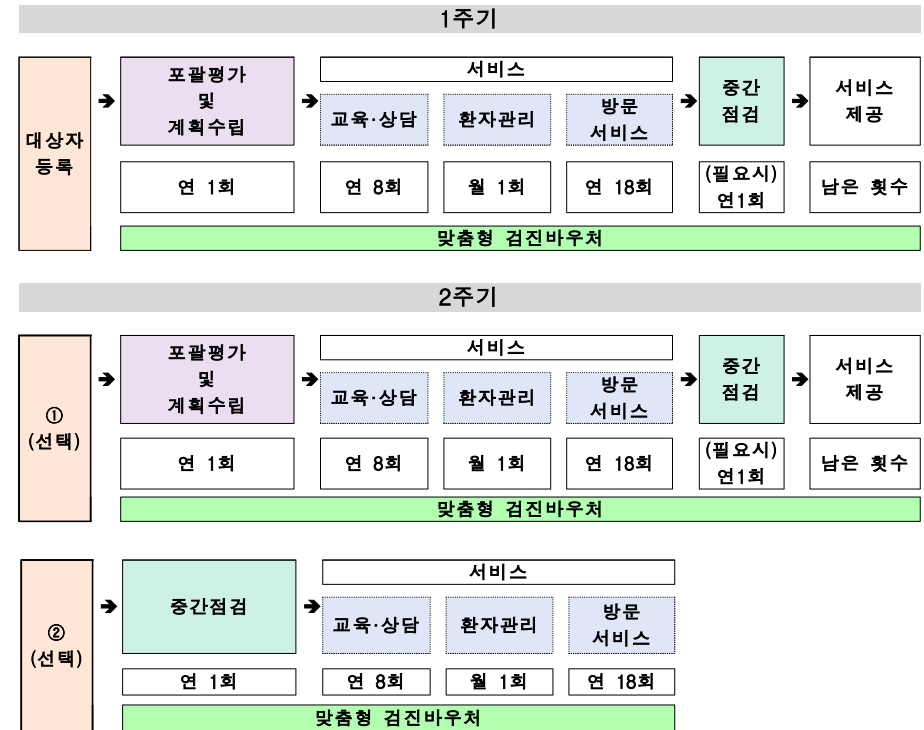 1주기
대상자
등록
포괄평가
및
계획수립
서비스
교육·상담
환자관리
방문
서비스
중간
점검
서비스
제공
연 1회
연 8회
월 1회
연 18회
(필요시)
연1회
남은 횟수
맞춤형 검진바우처
2주기
①
(선택)
포괄평가
및
계획수립
서비스
교육·상담
환자관리
방문
서비스
중간
점검
서비스
제공
연 1회
연 8회
월 1회
연 18회
(필요시)
연1회
남은 횟수
맞춤형 검진바우처
②
(선택)
중간점검
서비스
교육·상담
환자관리
방문
서비스
연 1회
연 8회
월 1회
연 18회
맞춤형 검진바우처